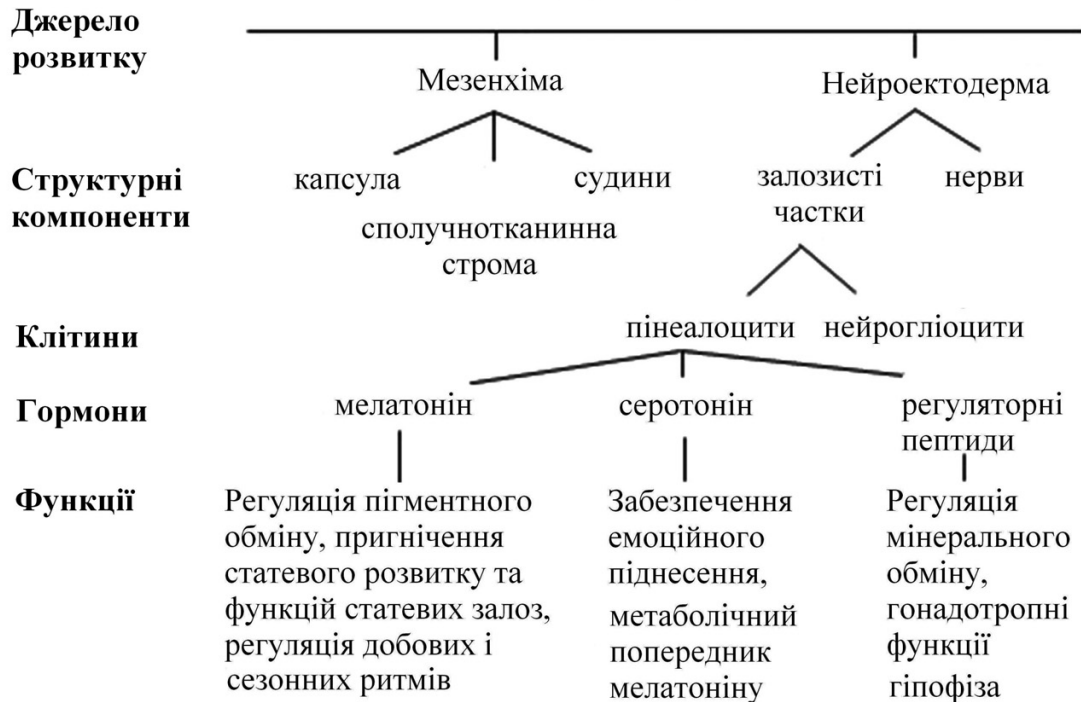 Джерело
розвитку
Мезенхіма
Нейроектодерма
Структурні
компоненти
капсула
сполучнотканинна
строма
судини
залозисті
частки
нерви
Клітини
пінеалоцити
нейрогліоцити
Гормони
мелатонін
серотонін
регуляторні
пептиди
Функції
Регуляція пігментного
обміну, пригнічення
статевого розвитку та
функцій статевих залоз,
регуляція добових і
сезонних ритмів
Забезпечення
емоційного
піднесення,
метаболічний
попередник
мелатоніну
Регуляція
мінерального
обміну,
гонадотропні
функції
гіпофіза